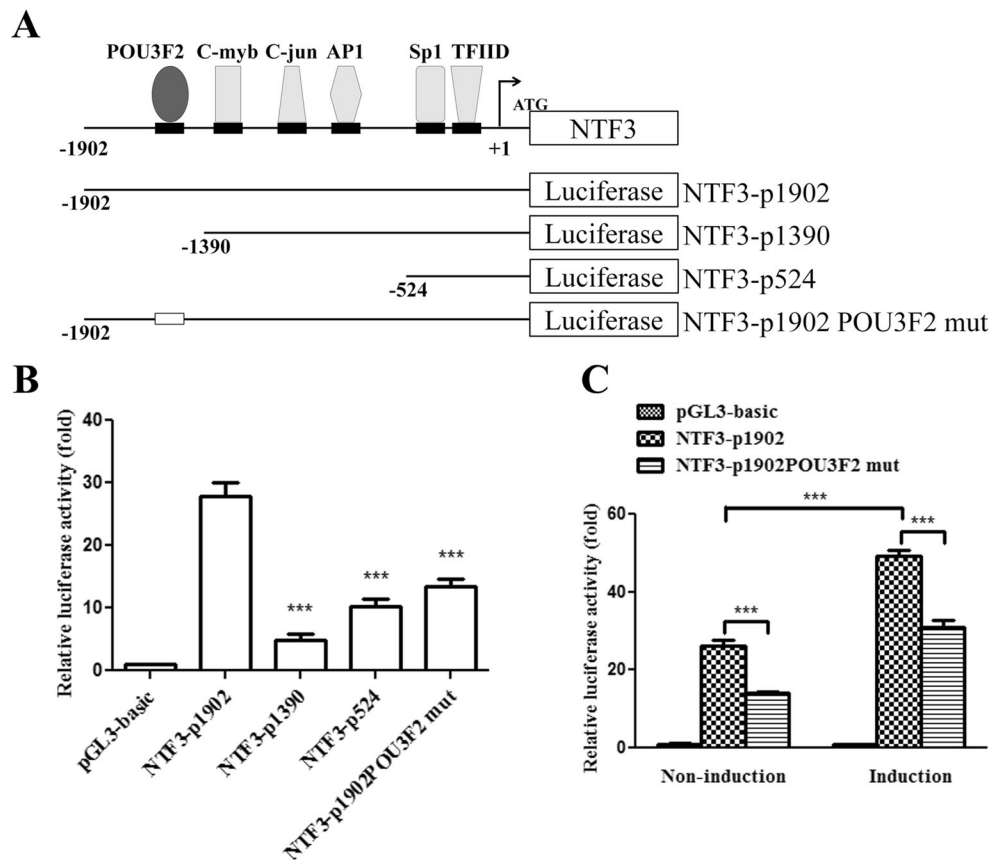 A
POU3F2 C-myb C-jun AP1 Sp1 TFIID
ATG
NTF3
-1902 +1
Luciferase NTF3-p1902
-1902
Luciferase NTF3-p1390
-1390
Luciferase NTF3-p524
-524
Luciferase NTF3-p1902 POU3F2 mut
-1902
B
Relative luciferase activity (fold)
40
30
20
10
0
***
***
***
pGL3-basic
NTF3-p1902
NTF3-p1390
NTF3-p524
NTF3-p1902POU3F2 mut
C
pGL3-basic
NTF3-p1902
NTF3-p1902POU3F2 mut
Relative luciferase activity (fold)
60
40
20
0
***
***
***
Non-induction Induction